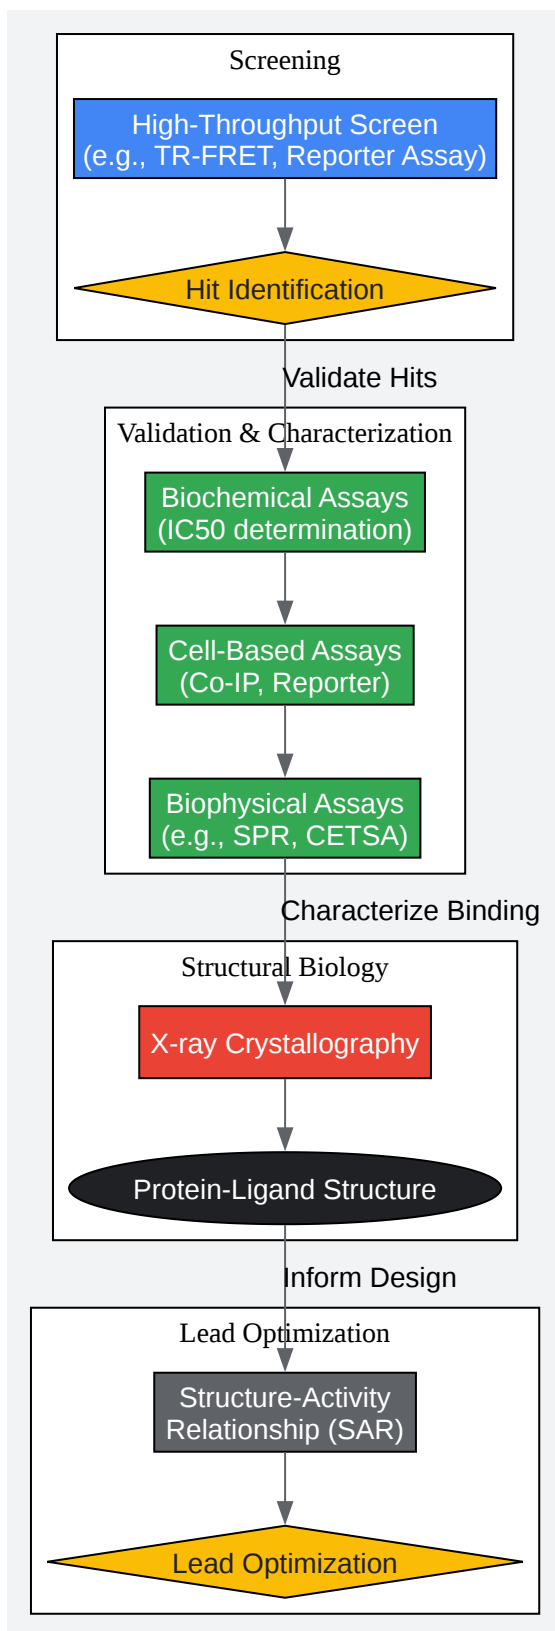 Screening
High-Throughput Screen
(e.g., TR-FRET, Reporter Assay)
Hit Identification
Validate Hits
Validation & Characterization
Biochemical Assays
(IC50 determination)
Cell-Based Assays
(Co-IP, Reporter)
Biophysical Assays
(e.g., SPR, CETSA)
Characterize Binding
Structural Biology
X-ray Crystallography
Protein-Ligand Structure
Inform Design
Lead Optimization
Structure-Activity
Relationship (SAR)
Lead Optimization